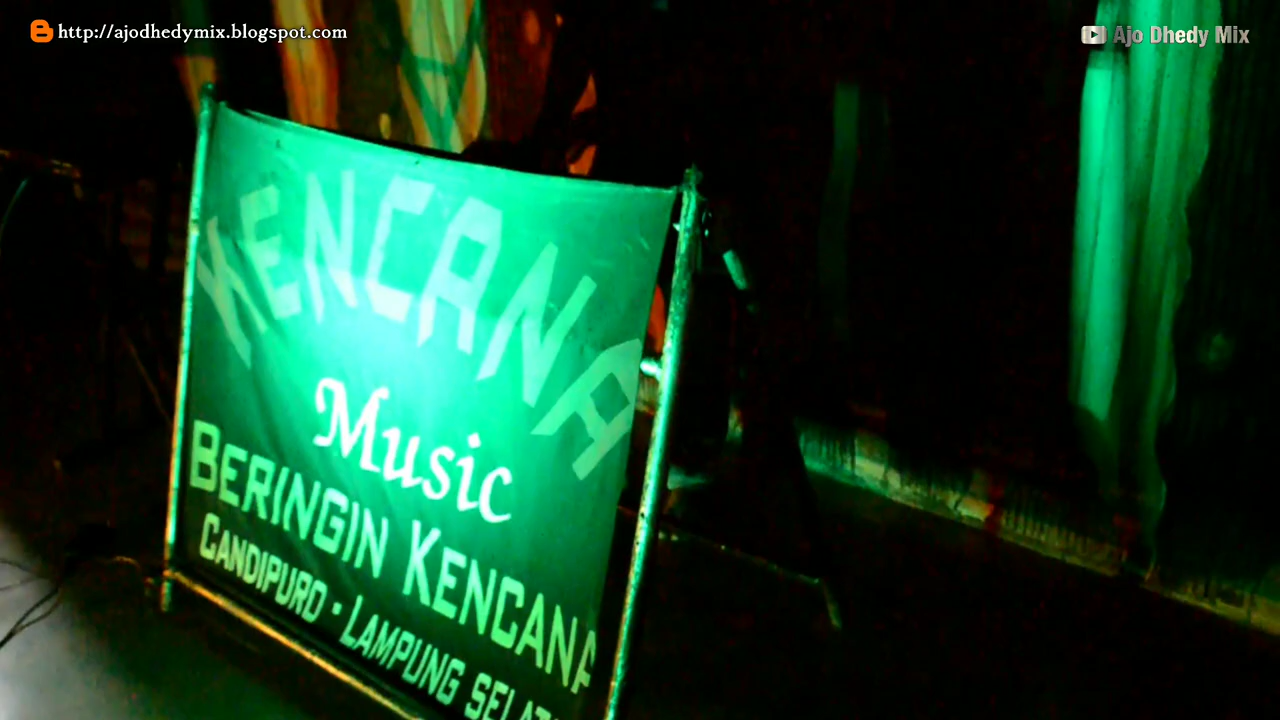 http://ajodhedymix.blogspot.com
Ajo Dhedy Mix
KENCANA
Music
BERINGIN KENCANA
CANDIPURO · LAMPUNG